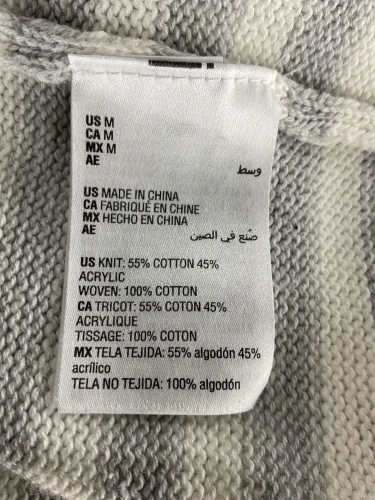 US M
CA M
MX M
AE
وسط
US MADE IN CHINA
CA FABRIQUÉ EN CHINE
MX HECHO EN CHINA
AE
صُنع في الصين
US KNIT: 55% COTTON 45%
ACRYLIC
WOVEN: 100% COTTON
CA TRICOT: 55% COTON 45%
ACRYLIQUE
TISSAGE: 100% COTON
MX TELA TEJIDA: 55% algodón 45%
acrílico
TELA NO TEJIDA: 100% algodón